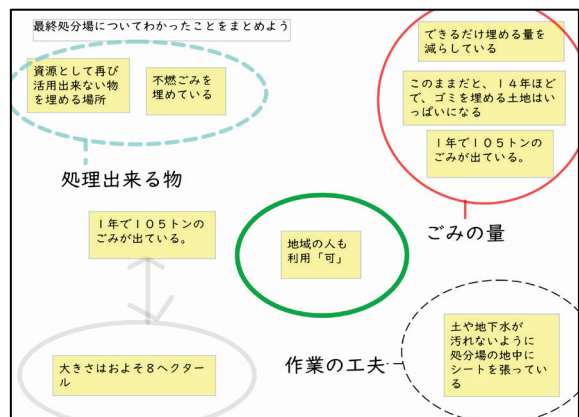 最終処分場についてわかったことをまとめよう
資源として再び
活用出来ない物
を埋める場所
不燃ごみを
埋めている
処理出来る物
できるだけ埋める量を
減らしている
このままだと、１４年ほど
で、ゴミを埋める土地はい
っぱいになる
１年で１０５トンの
ごみが出ている。
ごみの量
１年で１０５トンの
ごみが出ている。
地域の人も
利用「可」
大きさはおよそ８ヘクター
ル
作業の工夫
土や地下水が
汚れないように
処分場の地中に
シートを張ってい
る